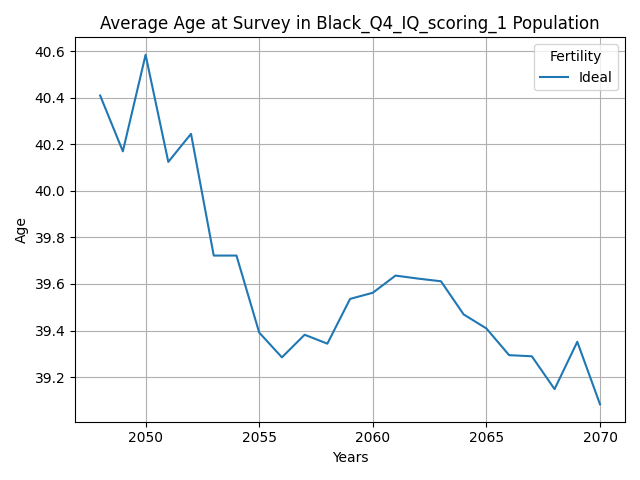 Average Age at Survey in Black_Q4_IQ_scoring_1 Population
Fertility
Ideal
40.6
40.4
40.2
40.0
39.8
39.6
39.4
39.2
Age
2050 2055 2060 2065 2070
Years